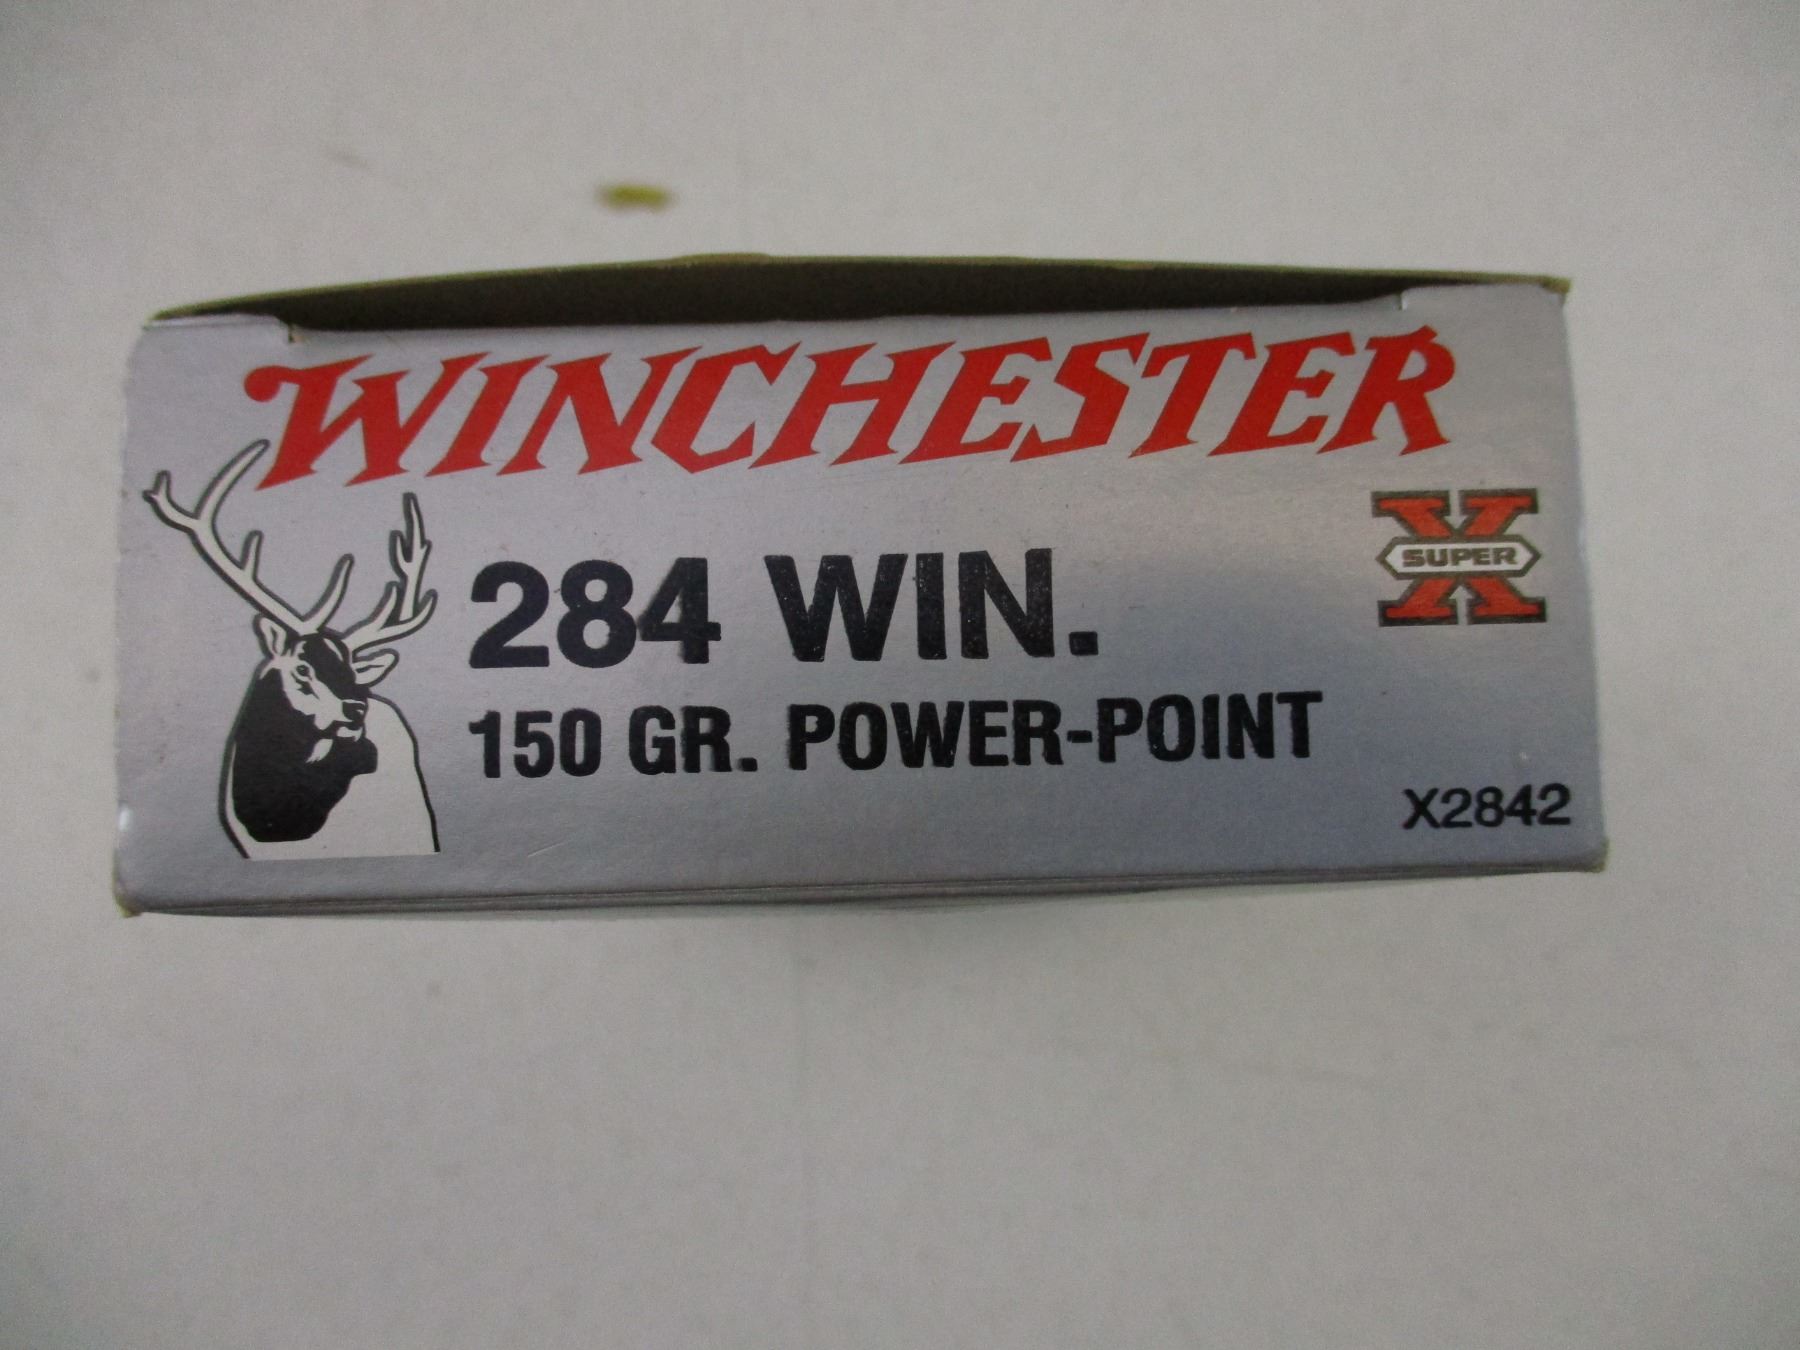 WINCHESTER
SUPER X
284 WIN.
150 GR. POWER-POINT
X2842